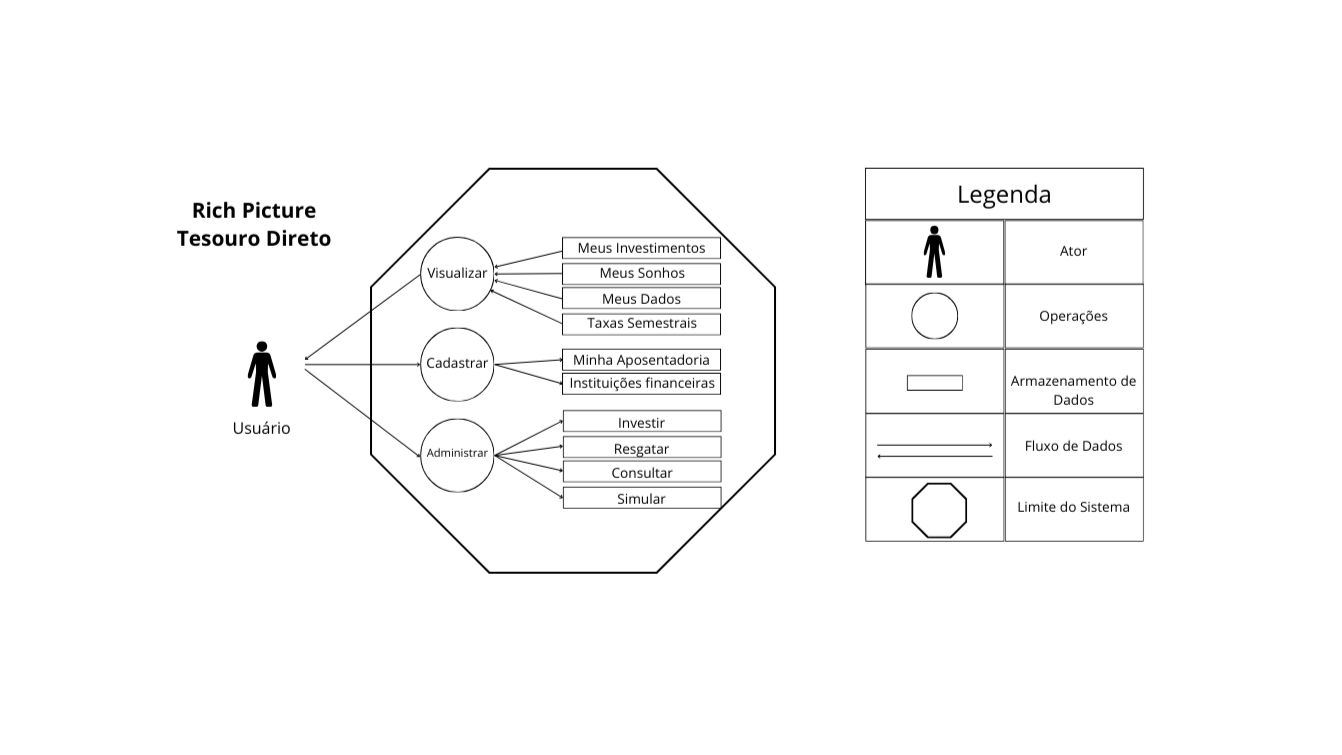 Rich Picture
Tesouro Direto
Usuário
Visualizar
Meus Investimentos
Meus Sonhos
Meus Dados
Taxas Semestrais
Cadastrar
Minha Aposentadoria
Instituições financeiras
Administrar
Investir
Resgatar
Consultar
Simular
Legenda
Ator
Operações
Armazenamento de
Dados
Fluxo de Dados
Limite do Sistema